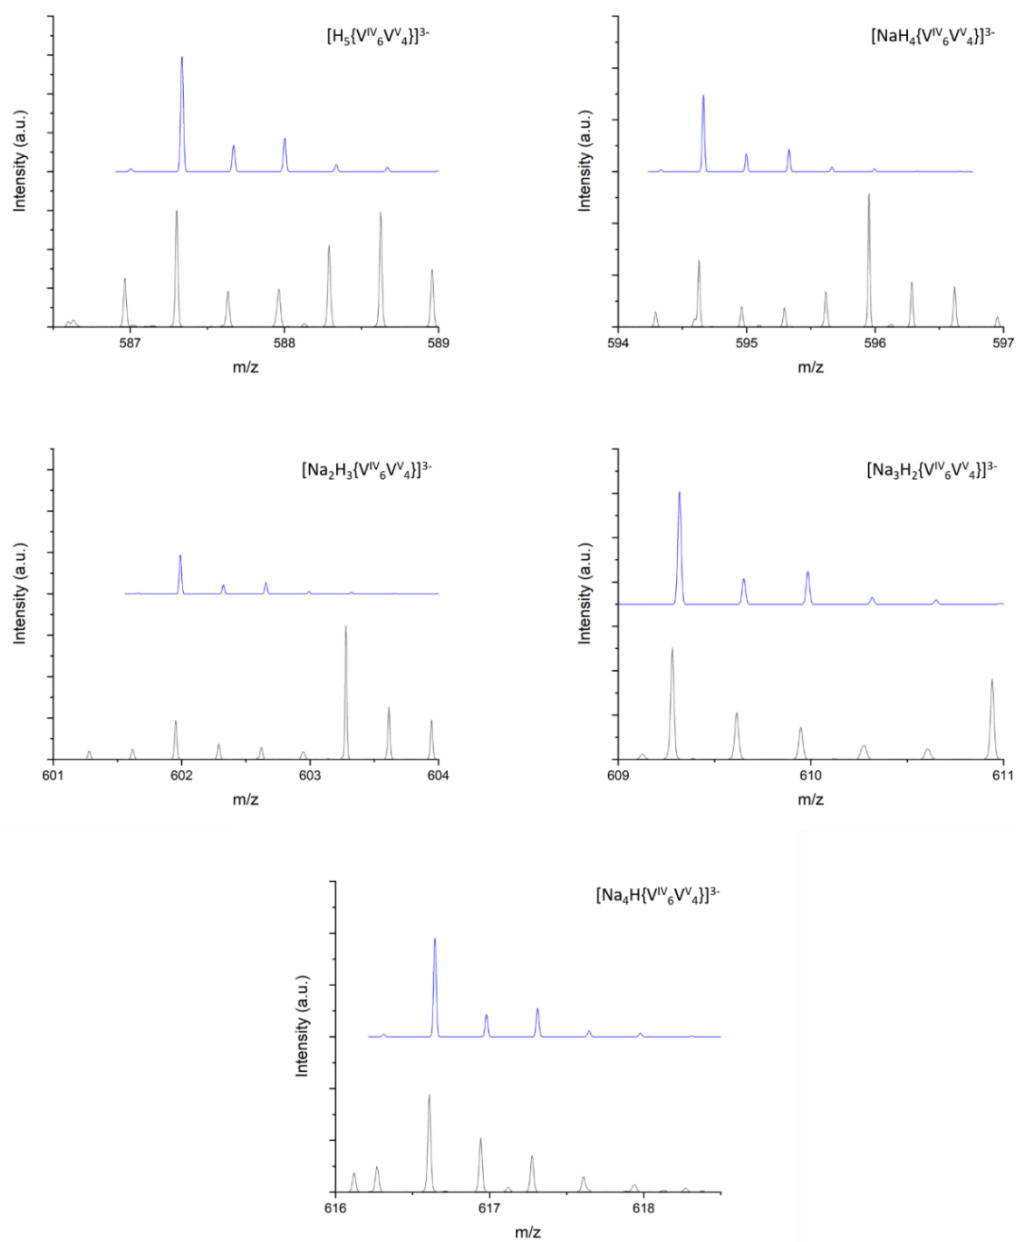 [H₅{Vᴵⱽ₆Vⱽ₄}]³⁻
Intensity (a.u.)
587 588 589
m/z
[NaH₄{Vᴵⱽ₆Vⱽ₄}]³⁻
Intensity (a.u.)
594 595 596 597
m/z
[Na₂H₃{Vᴵⱽ₆Vⱽ₄}]³⁻
Intensity (a.u.)
601 602 603 604
m/z
[Na₃H₂{Vᴵⱽ₆Vⱽ₄}]³⁻
Intensity (a.u.)
609 610 611
m/z
[Na₄H{Vᴵⱽ₆Vⱽ₄}]³⁻
Intensity (a.u.)
616 617 618
m/z